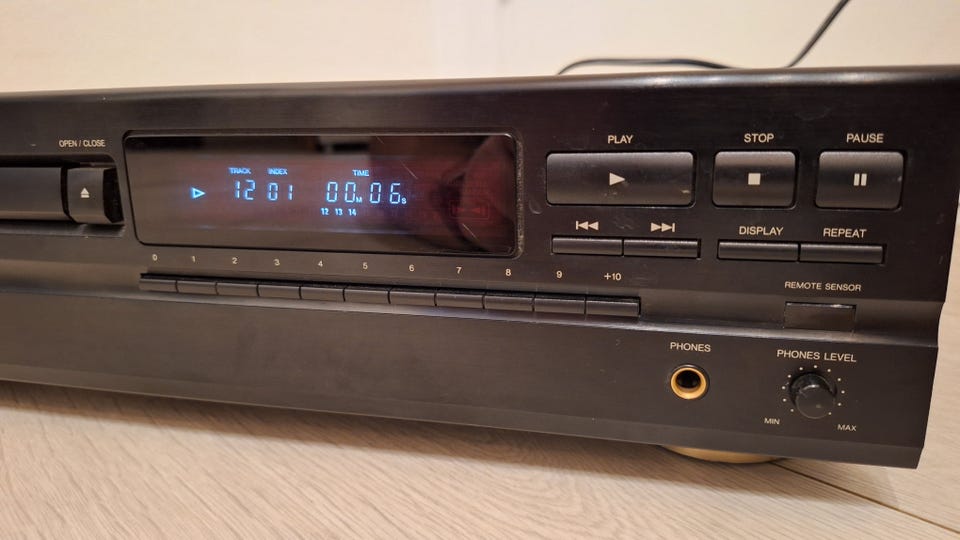 OPEN / CLOSE
TRACK INDEX TIME
12 01 00M 06S
12 13 14
PLAY
STOP
PAUSE
DISPLAY
REPEAT
0 1 2 3 4 5 6 7 8 9 +10
REMOTE SENSOR
PHONES
PHONES LEVEL
MIN
MAX